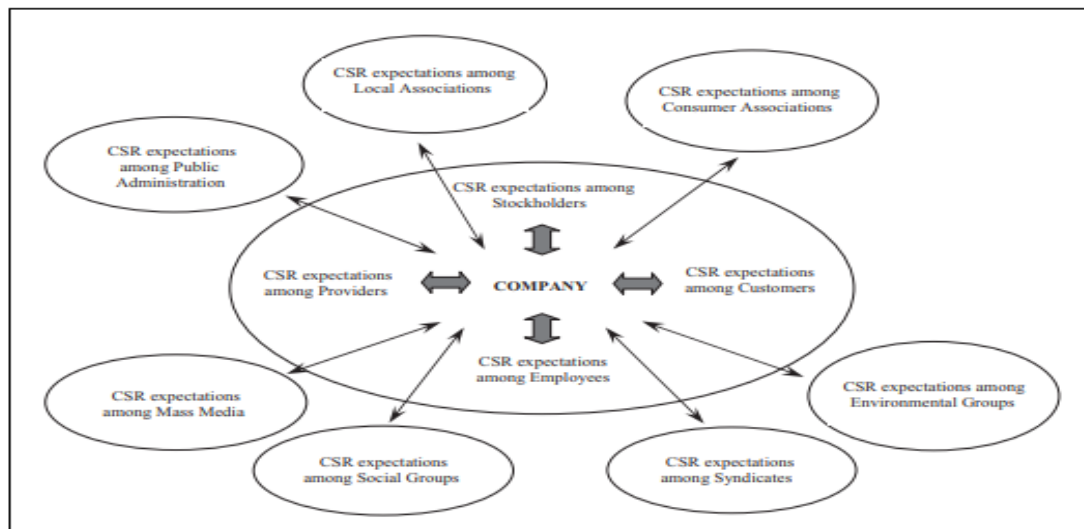 CSR expectations among
Local Associations
CSR expectations among
Consumer Associations
CSR expectations
among Public
Administration
CSR expectations among
Stockholders
CSR expectations
among Providers
COMPANY
CSR expectations
among Customers
CSR expectations
among Employees
CSR expectations
among Mass Media
CSR expectations among
Environmental Groups
CSR expectations
among Social Groups
CSR expectations
among Syndicates